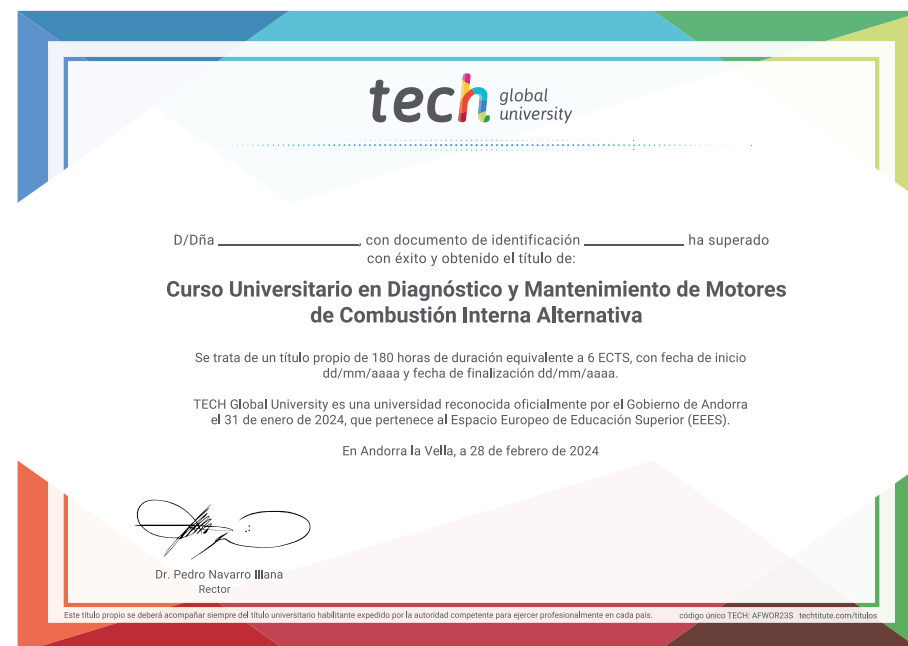 tech global university
D/Dña ____________________, con documento de identificación ______________ ha superado
con éxito y obtenido el título de:
Curso Universitario en Diagnóstico y Mantenimiento de Motores
de Combustión Interna Alternativa
Se trata de un título propio de 180 horas de duración equivalente a 6 ECTS, con fecha de inicio
dd/mm/aaaa y fecha de finalización dd/mm/aaaa.
TECH Global University es una universidad reconocida oficialmente por el Gobierno de Andorra
el 31 de enero de 2024, que pertenece al Espacio Europeo de Educación Superior (EEES).
En Andorra la Vella, a 28 de febrero de 2024
Dr. Pedro Navarro Illana
Rector
Este título propio se deberá acompañar siempre del título universitario habilitante expedido por la autoridad competente para ejercer profesionalmente en cada país. código único TECH: AFWOR23S techtitute.com/titulos